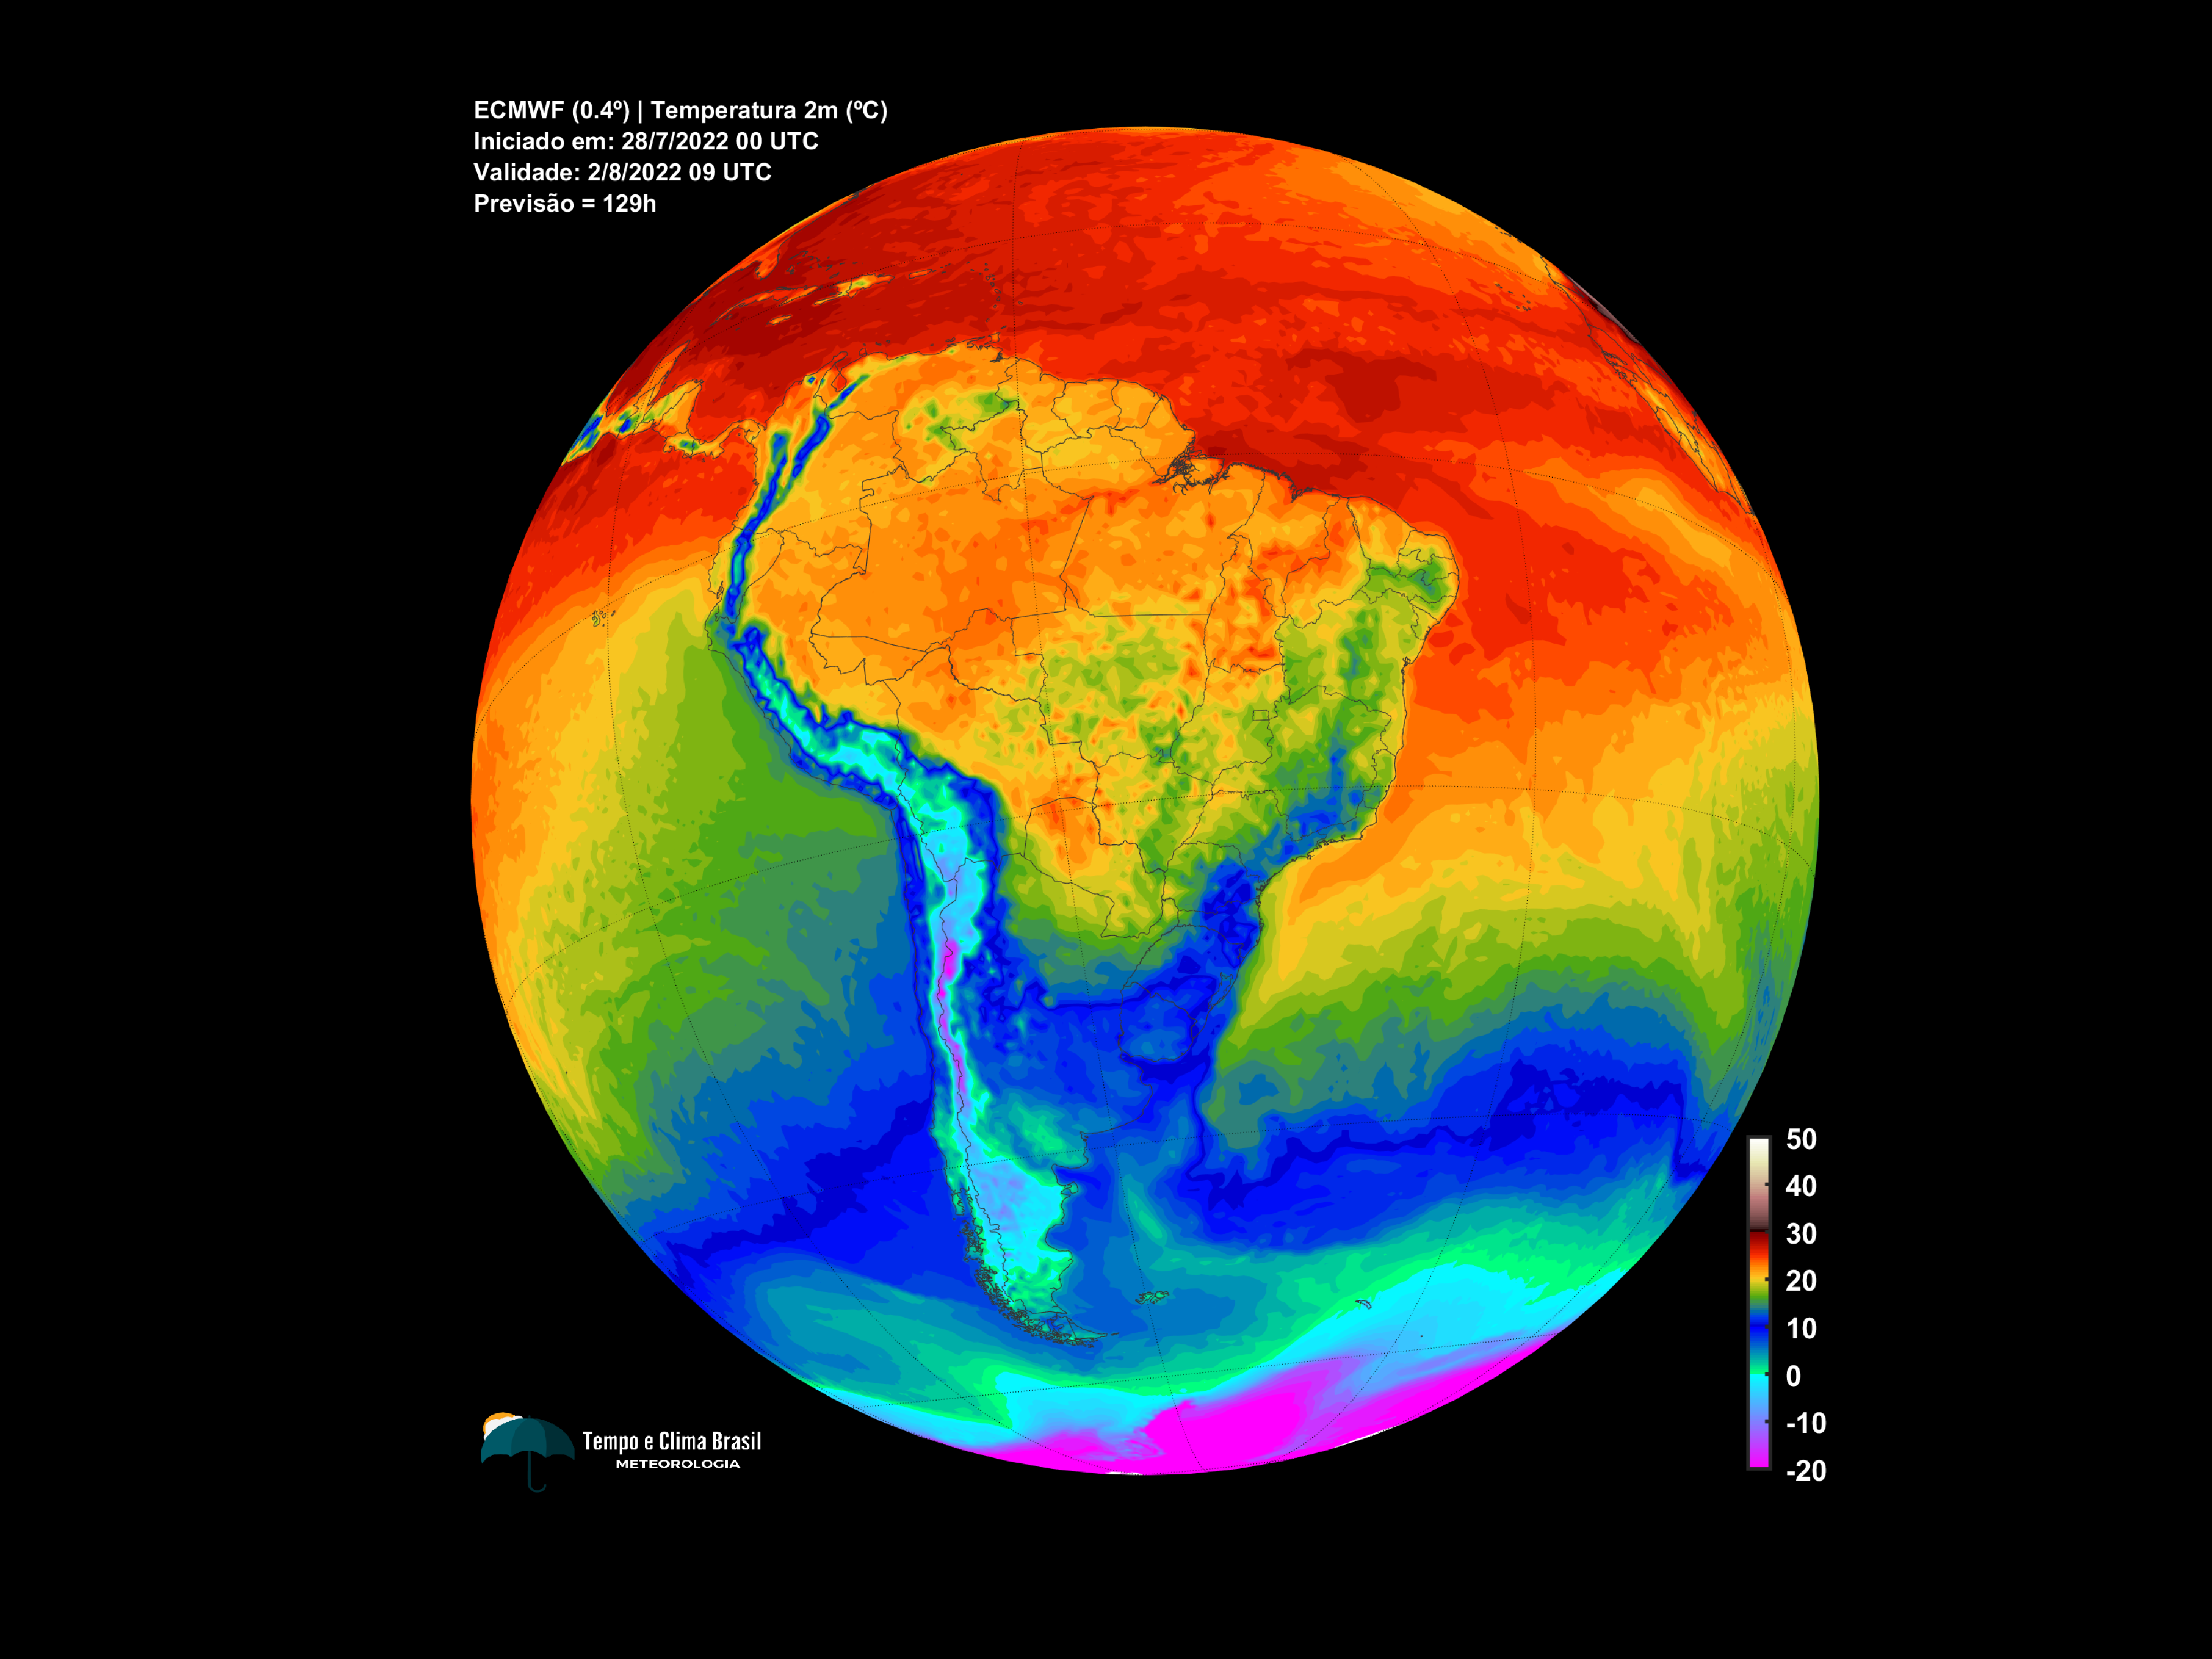 ECMWF (0.4º) | Temperatura 2m (ºC)
Iniciado em: 28/7/2022 00 UTC
Validade: 2/8/2022 09 UTC
Previsão = 129h
50
40
30
20
10
0
-10
-20
Tempo e Clima Brasil
METEOROLOGIA